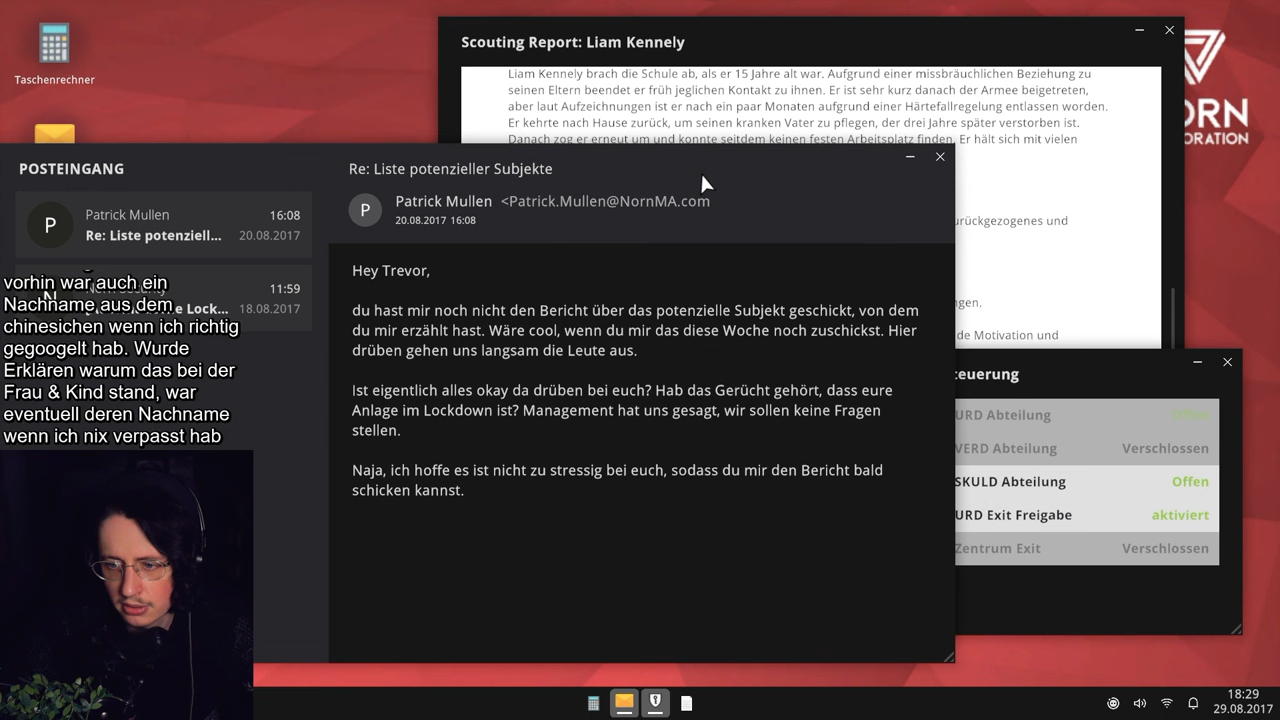 Taschenrechner
Scouting Report: Liam Kennely
Liam Kennely brach die Schule ab, als er 15 Jahre alt war. Aufgrund einer missbräuchlichen Beziehung zu
seinen Eltern beendet er früh jeglichen Kontakt zu ihnen. Er ist sehr kurz danach der Armee beigetreten,
aber laut Aufzeichnungen ist er nach ein paar Monaten aufgrund einer Härtefallregelung entlassen worden.
Er kehrte nach Hause zurück, um seinen kranken Vater zu pflegen, der drei Jahre später verstorben ist.
Danach zog er erneut um und konnte seitdem keinen festen Arbeitsplatz finden. Er hält sich mit vielen
urückgezogenes und
ngen.
de Motivation und
ORN
ORATION
POSTEINGANG
Patrick Mullen 16:08
Re: Liste potenziell... 20.08.2017
11:59
e Lock... 18.08.2017
vorhin war auch ein
Nachname aus dem
chinesichen wenn ich richtig
gegoogelt hab. Wurde
Erklären warum das bei der
Frau & Kind stand, war
eventuell deren Nachname
wenn ich nix verpasst hab
Re: Liste potenzieller Subjekte
P
Patrick Mullen <Patrick.Mullen@NornMA.com
20.08.2017 16:08
Hey Trevor,
du hast mir noch nicht den Bericht über das potenzielle Subjekt geschickt, von dem
du mir erzählt hast. Wäre cool, wenn du mir das diese Woche noch zuschickst. Hier
drüben gehen uns langsam die Leute aus.
Ist eigentlich alles okay da drüben bei euch? Hab das Gerücht gehört, dass eure
Anlage im Lockdown ist? Management hat uns gesagt, wir sollen keine Fragen
stellen.
Naja, ich hoffe es ist nicht zu stressig bei euch, sodass du mir den Bericht bald
schicken kannst.
teuerung
URD Abteilung Offen
VERD Abteilung Verschlossen
SKULD Abteilung Offen
URD Exit Freigabe aktiviert
Zentrum Exit Verschlossen
18:29
29.08.2017